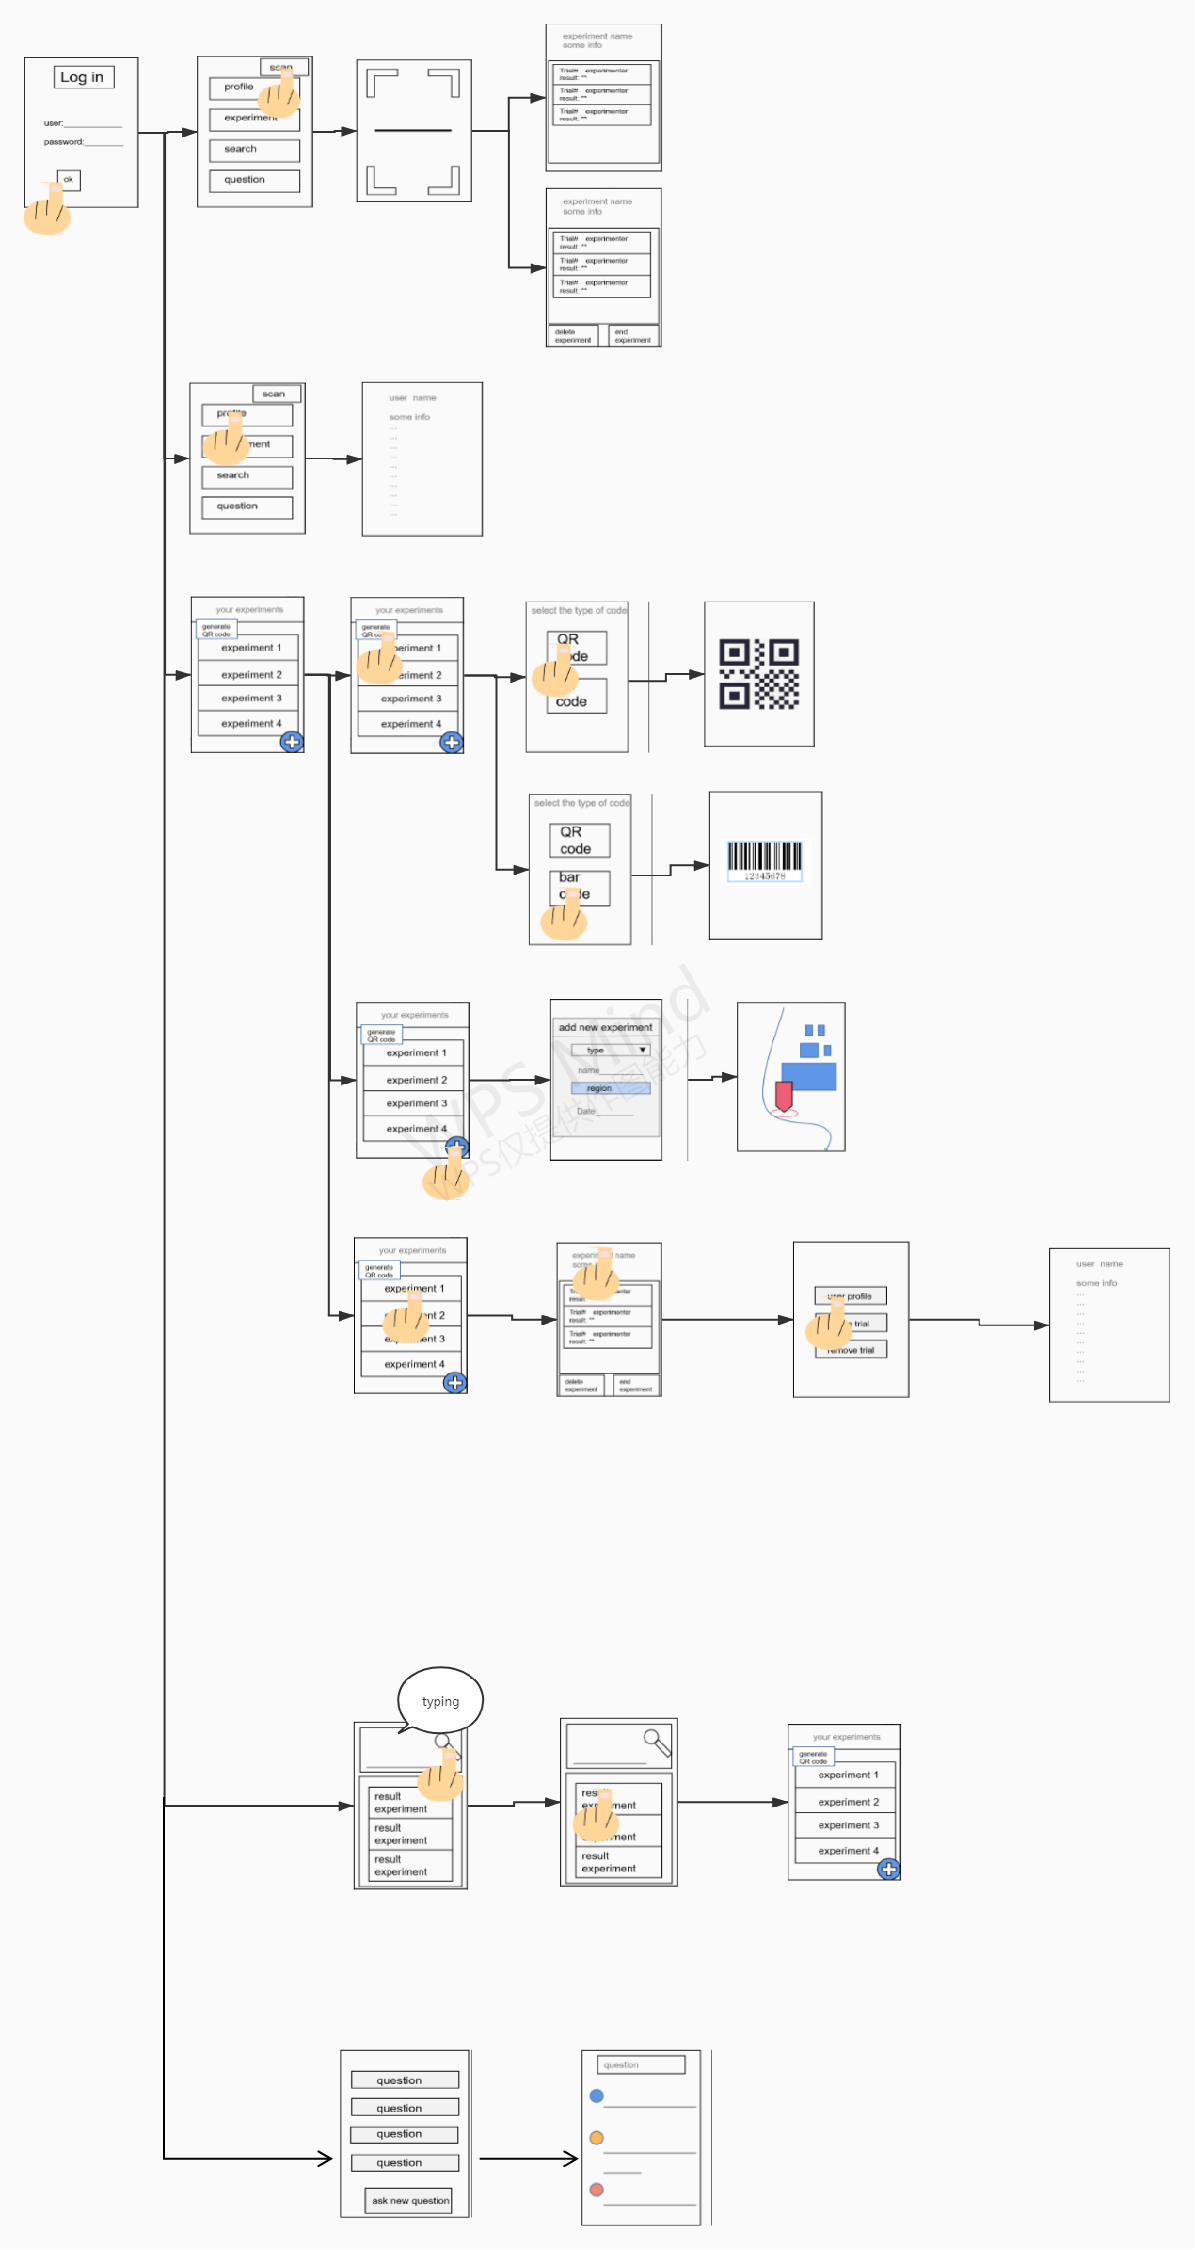 Log in
user:
password:
ok
scan
profile
experiment
search
question
experiment name
some info
Trial# experimenter
result: **
Trial# experimenter
result: **
Trial# experimenter
result: **
experiment name
some info
Trial# experimenter
result: **
Trial# experimenter
result: **
Trial# experimenter
result: **
delete
experiment
end
experiment
scan
profile
ment
search
question
user name
some info
...
...
...
...
...
...
...
...
...
...
your experiments
generate
QR code
experiment 1
experiment 2
experiment 3
experiment 4
your experiments
generate
QR code
experiment 1
experiment 2
experiment 3
experiment 4
select the type of code
QR
code
code
select the type of code
QR
code
bar
code
12345678
your experiments
generate
QR code
experiment 1
experiment 2
experiment 3
experiment 4
add new experiment
type
name
region
Date
WPS Mind
WPS仅提供作图能力
your experiments
generate
QR code
experiment 1
nt 2
nt 3
experiment 4
experiment name
some
result:
Trial# experimenter
result: **
Trial# experimenter
result: **
delete
experiment
end
experiment
user profile
trial
remove trial
user name
some info
...
...
...
...
...
...
...
...
...
...
typing
result
experiment
result
experiment
result
experiment
result
experiment
experiment
result
experiment
your experiments
generate
QR code
experiment 1
experiment 2
experiment 3
experiment 4
question
question
question
question
ask new question
question